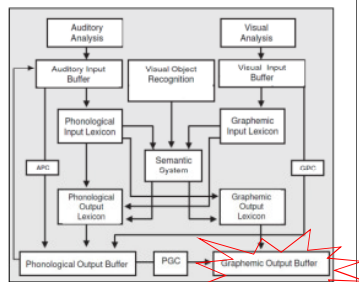 Auditory
Analysis
Visual
Analysis
Auditory Input
Buffer
Visual Object
Recognition
Visual Input
Buffer
Phonological
Input Lexicon
Graphemic
Input Lexicon
Semantic
System
APC
GPC
Phonological
Output
Lexicon
Graphemic
Output
Lexicon
Phonological Output Buffer
PGC
Graphemic Output Buffer